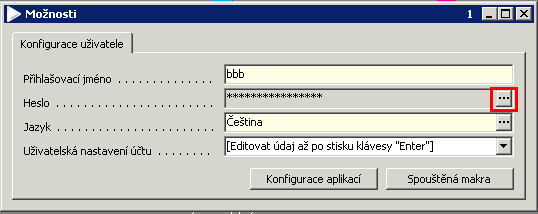 Možnosti 1
Konfigurace uživatele
Přihlašovací jméno . . . . . . . . . . . . bbb
Heslo . . . . . . . . . . . . . . . . . . . . **************** ...
Jazyk . . . . . . . . . . . . . . . . . . . . Čeština ...
Uživatelská nastavení účtu . . . . . . . . [Editovat údaj až po stisku klávesy "Enter"]
Konfigurace aplikací Spouštěná makra